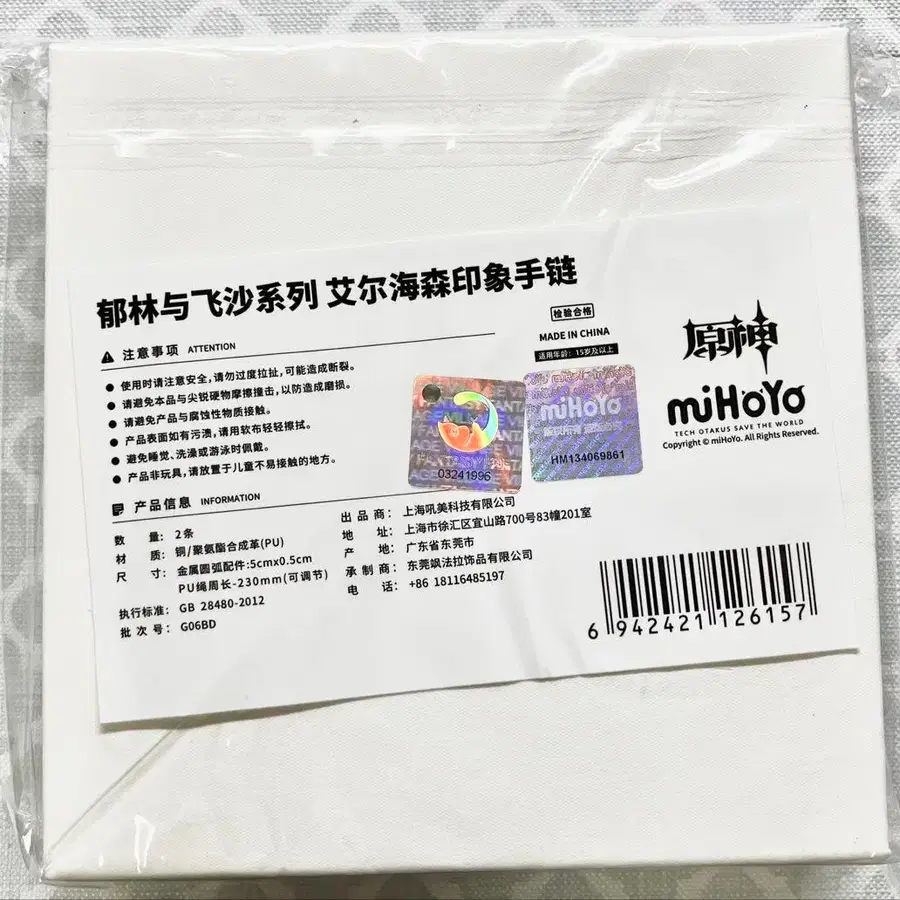 郁林与飞沙系列 艾尔海森印象手链
注意事项 ATTENTION
使用时请注意安全,请勿过度拉扯,可能造成断裂。
请避免本品与尖锐硬物摩擦撞击,以防造成磨损。
请避免产品与腐蚀性物质接触。
产品表面如有污渍,请用软布轻轻擦拭。
避免睡觉、洗澡或游泳时佩戴。
产品非玩具,请放置于儿童不易接触的地方。
产品信息 INFORMATION
数量: 2条
材质: 铜/聚氨酯合成革(PU)
尺寸: 金属圆弧配件:5cmx0.5cm
PU绳周长-230mm(可调节)
执行标准: GB 28480-2012
批次号: G06BD
出品商: 上海吼美科技有限公司
地址: 上海市徐汇区宜山路700号83幢201室
产地: 广东省东莞市
承制商: 东莞飒法拉饰品有限公司
电话: +86 18116485197
检验合格
MADE IN CHINA
适用年龄: 15岁及以上
03241996
miHoYo
HM134069861
原神
miHoYo
TECH OTAKUS SAVE THE WORLD
Copyright © miHoYo. All Rights Reserved.
6 942421 126157